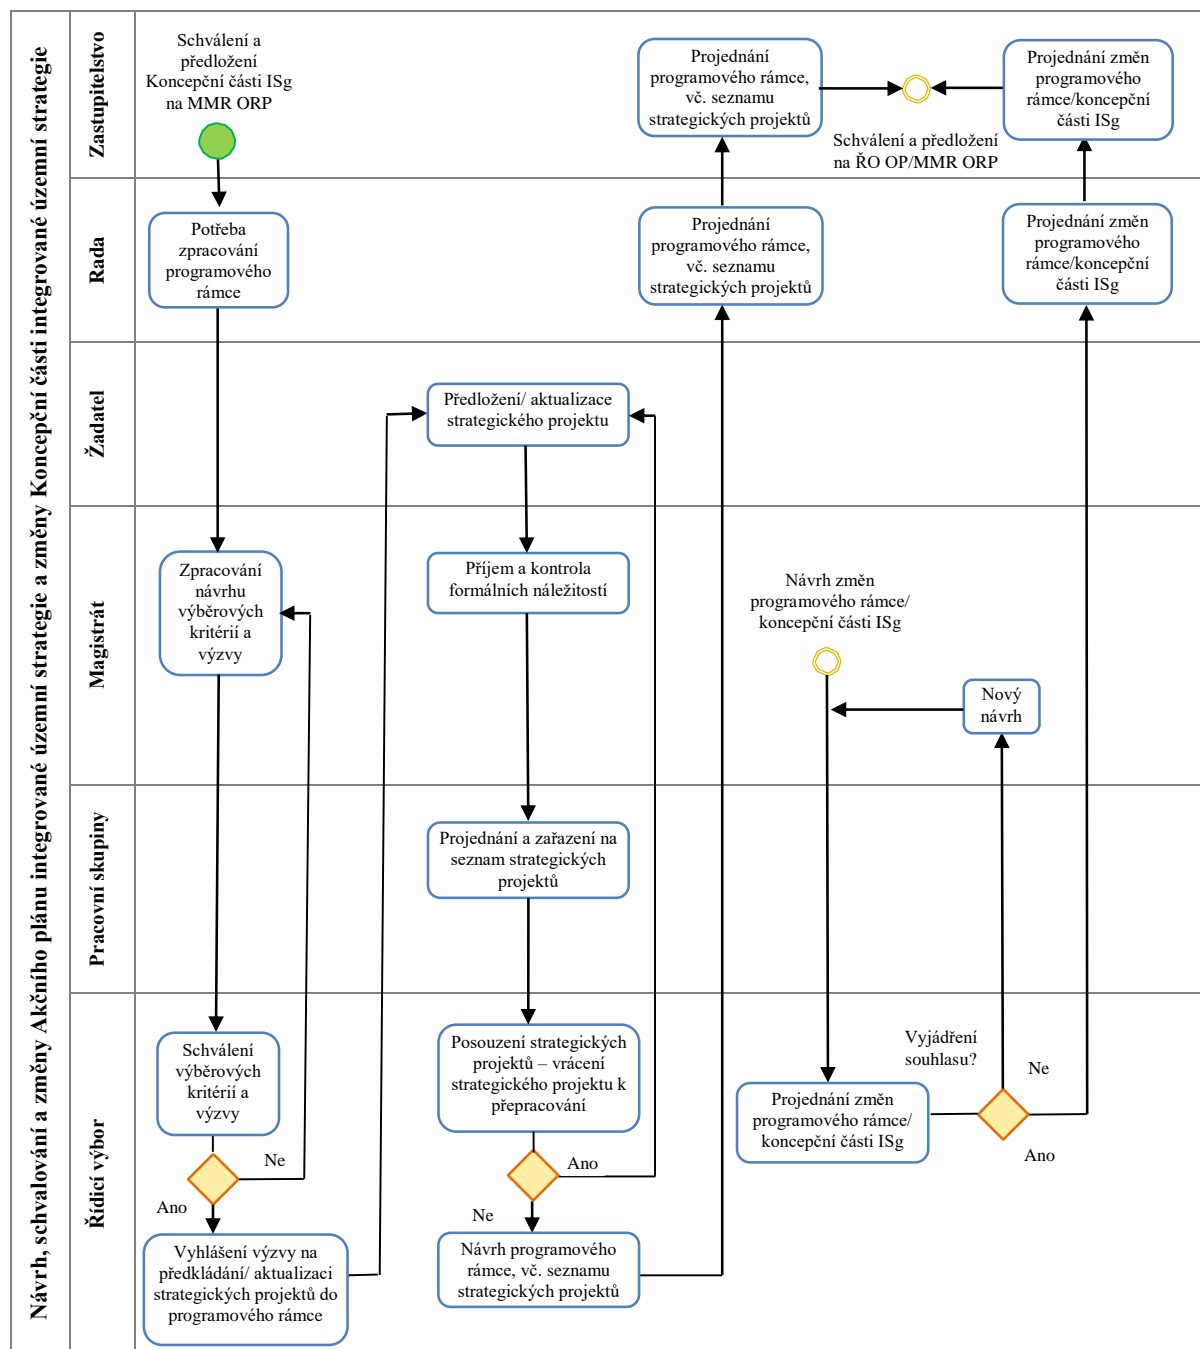 Návrh, schvalování a změny Akčního plánu integrované územní strategie a změny Koncepční části integrované územní strategie
Zastupitelstvo
Schválení a
předložení
Koncepční části ISg
na MMR ORP
Projednání
programového rámce,
vč. seznamu
strategických projektů
Schválení a předložení
na ŘO OP/MMR ORP
Projednání změn
programového
rámce/koncepční
části ISg
Rada
Potřeba
zpracování
programového
rámce
Projednání
programového rámce,
vč. seznamu
strategických projektů
Projednání změn
programového
rámce/koncepční
části ISg
Žadatel
Předložení/ aktualizace
strategického projektu
Magistrát
Zpracování
návrhu
výběrových
kritérií a
výzvy
Příjem a kontrola
formálních náležitostí
Návrh změn
programového rámce/
koncepční části ISg
Nový
návrh
Pracovní skupiny
Projednání a zařazení na
seznam strategických
projektů
Řídicí výbor
Schválení
výběrových
kritérií a
výzvy
Ne
Ano
Vyhlášení výzvy na
předkládání/ aktualizaci
strategických projektů do
programového rámce
Posouzení strategických
projektů – vrácení
strategického projektu k
přepracování
Ano
Ne
Návrh programového
rámce, vč. seznamu
strategických projektů
Projednání změn
programového rámce/
koncepční části ISg
Vyjádření
souhlasu?
Ne
Ano